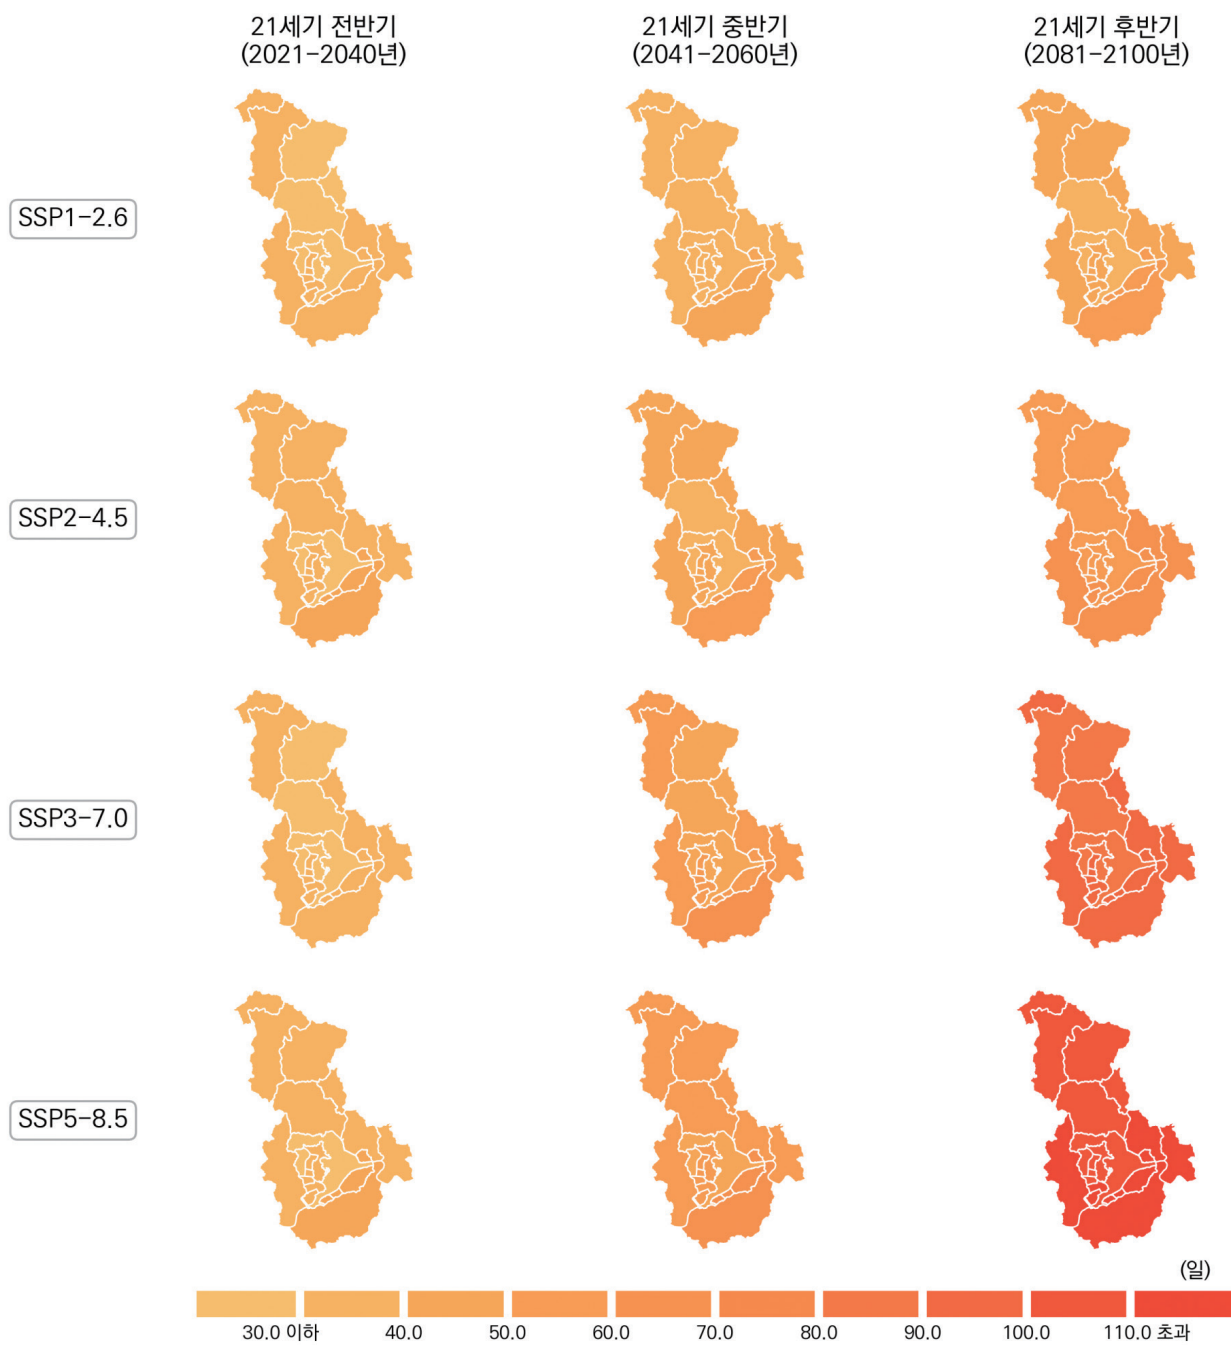 21세기 전반기
(2021-2040년)
21세기 중반기
(2041-2060년)
21세기 후반기
(2081-2100년)
SSP1-2.6
SSP2-4.5
SSP3-7.0
SSP5-8.5
(일)
30.0 이하 40.0 50.0 60.0 70.0 80.0 90.0 100.0 110.0 초과